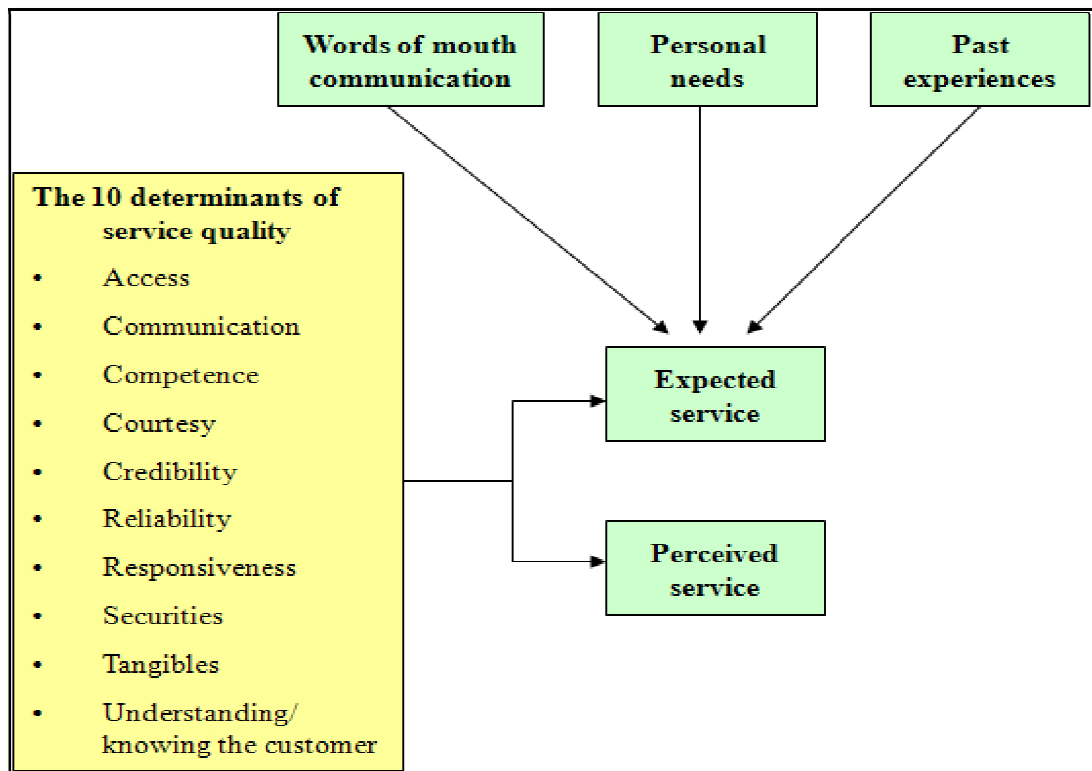 Words of mouth
communication
Personal
needs
Past
experiences
The 10 determinants of
service quality
• Access
• Communication
• Competence
• Courtesy
• Credibility
• Reliability
• Responsiveness
• Securities
• Tangibles
• Understanding/
knowing the customer
Expected
service
Perceived
service